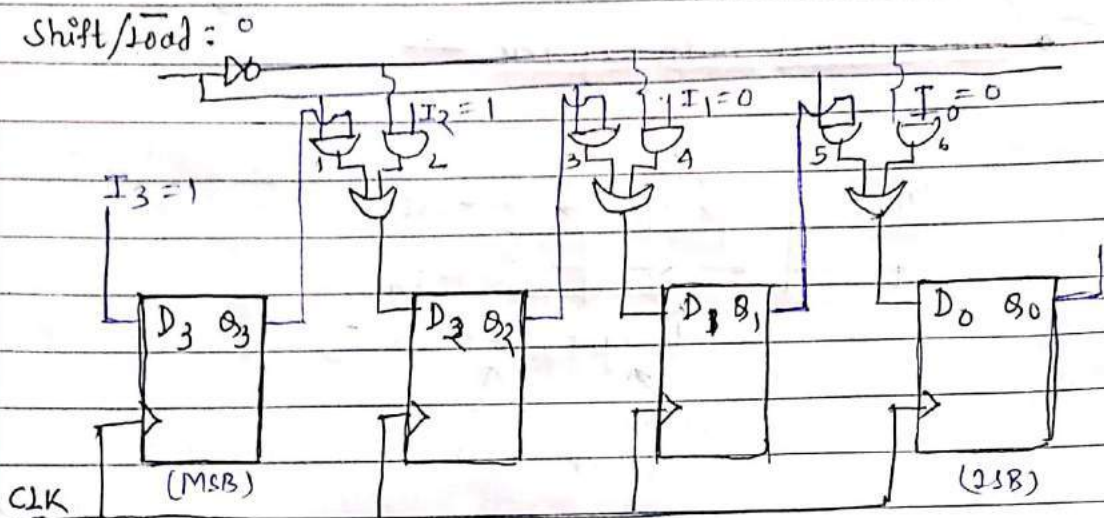 Shift/L̅o̅a̅d̅ : 0
I2 = 1 I1 = 0 I0 = 0
1 2 3 4 5 6
I3 = 1
D3 Q3 D2 Q2 D1 Q1 D0 Q0
(MSB) (LSB)
CLK